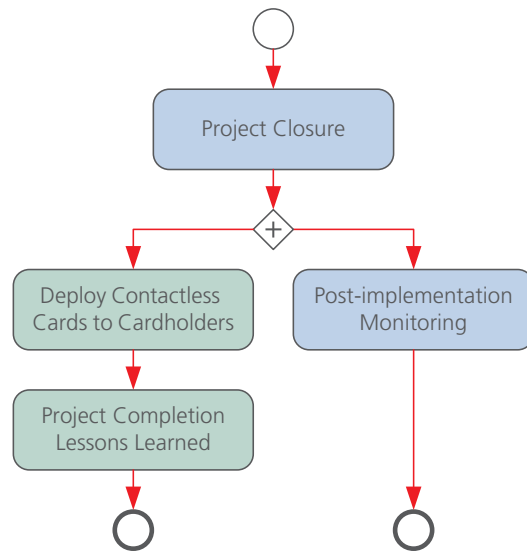 Project Closure
Deploy Contactless
Cards to Cardholders
Post-implementation
Monitoring
Project Completion
Lessons Learned